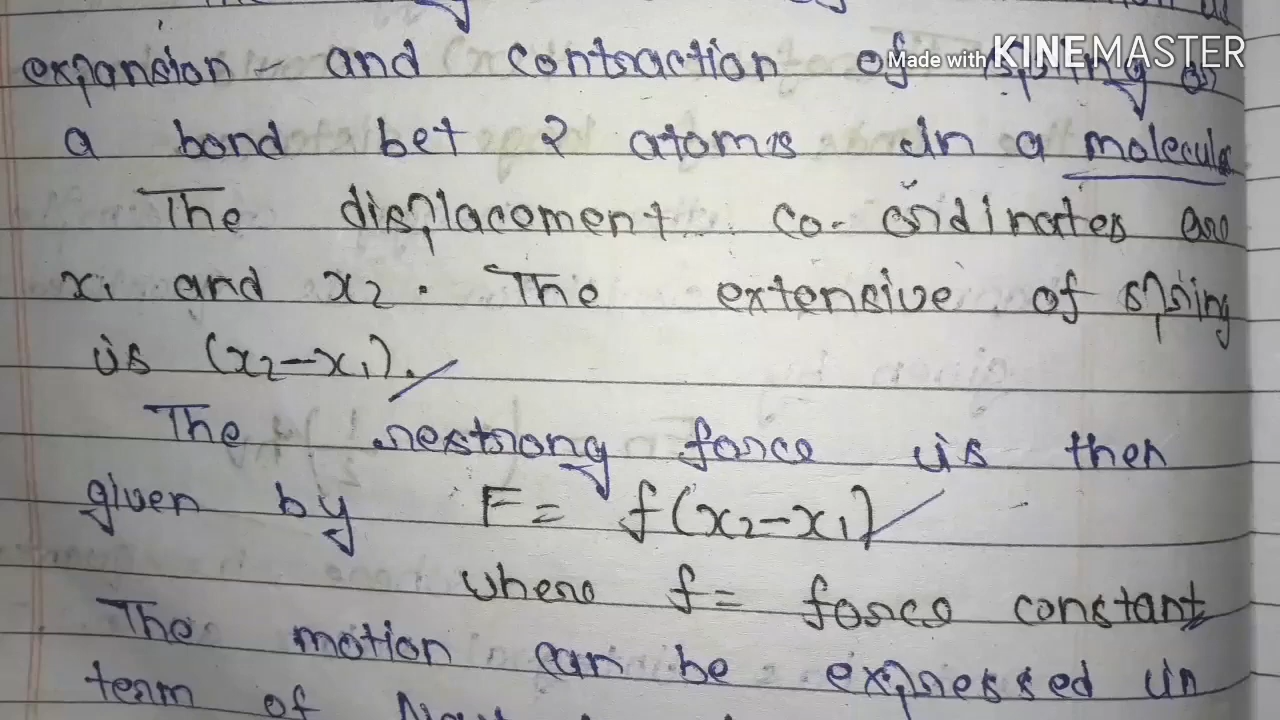 Made with KINEMASTER
expansion - and contraction of spring or
a bond bet 2 atoms in a molecule
The displacement co-ordinates are
x1 and x2. The extensive of spring
is (x2-x1).
The restrong force is then
given by F = f(x2-x1)
where f = force constant
The motion can be expressed in
term of